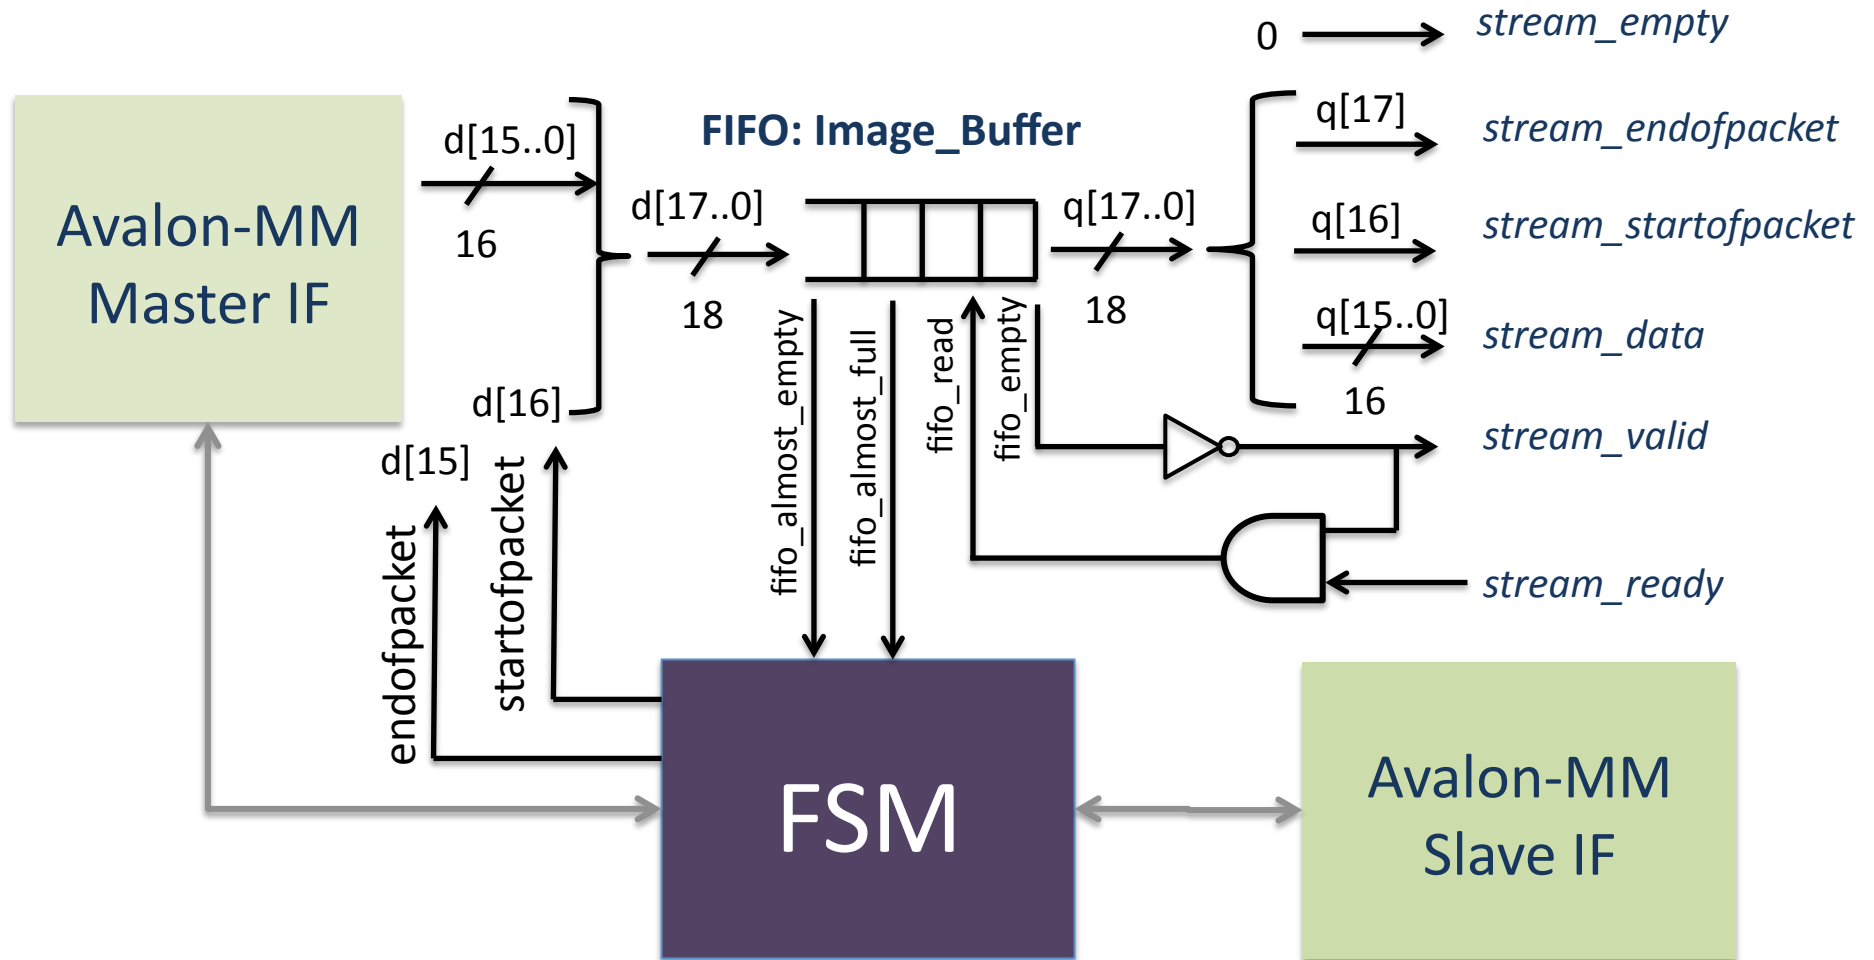 0
stream_empty
q[17]
stream_endofpacket
d[15..0]
16
FIFO: Image_Buffer
Avalon-MM
Master IF
d[17..0]
18
q[17..0]
18
q[16]
stream_startofpacket
q[15..0]
16
stream_data
d[16]
d[15]
endofpacket
startofpacket
fifo_almost_empty
fifo_almost_full
fifo_read
fifo_empty
stream_valid
stream_ready
FSM
Avalon-MM
Slave IF